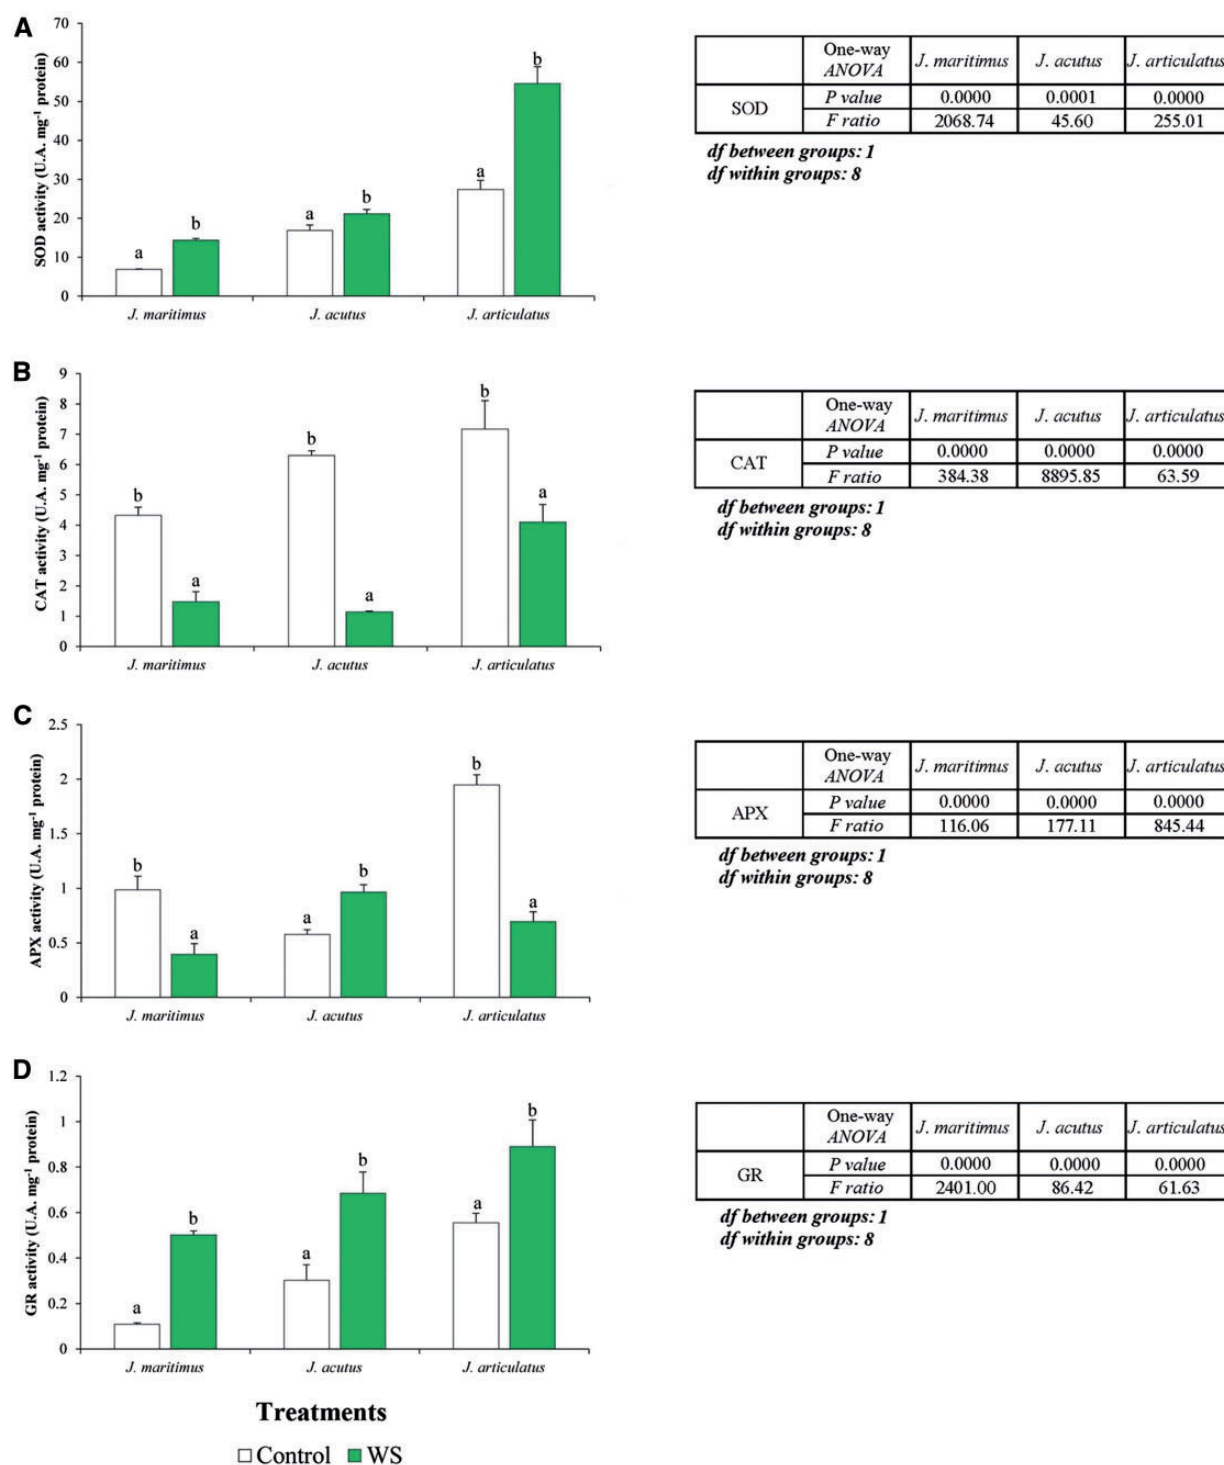 A
SOD activity (U.A. mg-1 protein)
70
60
50
40
30
20
10
0
a
b
a
b
a
b
J. maritimus
J. acutus
J. articulatus
One-way ANOVA J. maritimus J. acutus J. articulatus
SOD
P value 0.0000 0.0001 0.0000
F ratio 2068.74 45.60 255.01
df between groups: 1
df within groups: 8
B
CAT activity (U.A. mg-1 protein)
9
8
7
6
5
4
3
2
1
0
b
a
b
a
b
a
J. maritimus
J. acutus
J. articulatus
One-way ANOVA J. maritimus J. acutus J. articulatus
CAT
P value 0.0000 0.0000 0.0000
F ratio 384.38 8895.85 63.59
df between groups: 1
df within groups: 8
C
APX activity (U.A. mg-1 protein)
2.5
2
1.5
1
0.5
0
b
a
a
b
b
a
J. maritimus
J. acutus
J. articulatus
One-way ANOVA J. maritimus J. acutus J. articulatus
APX
P value 0.0000 0.0000 0.0000
F ratio 116.06 177.11 845.44
df between groups: 1
df within groups: 8
D
GR activity (U.A. mg-1 protein)
1.2
1
0.8
0.6
0.4
0.2
0
a
b
a
b
a
b
J. maritimus
J. acutus
J. articulatus
One-way ANOVA J. maritimus J. acutus J. articulatus
GR
P value 0.0000 0.0000 0.0000
F ratio 2401.00 86.42 61.63
df between groups: 1
df within groups: 8
Treatments
Control WS